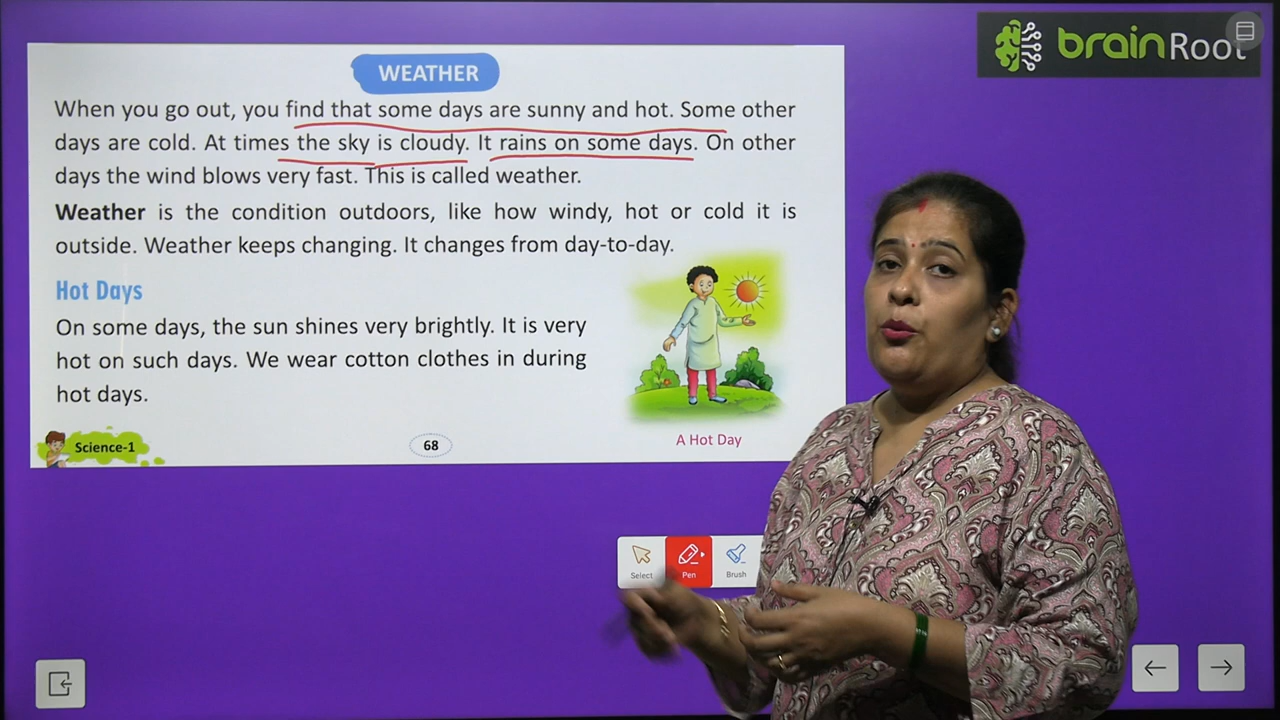 brainRoot
WEATHER
When you go out, you find that some days are sunny and hot. Some other
days are cold. At times the sky is cloudy. It rains on some days. On other
days the wind blows very fast. This is called weather.
Weather is the condition outdoors, like how windy, hot or cold it is
outside. Weather keeps changing. It changes from day-to-day.
Hot Days
On some days, the sun shines very brightly. It is very
hot on such days. We wear cotton clothes in during
hot days.
A Hot Day
Science-1
68
Select
Pen
Brush